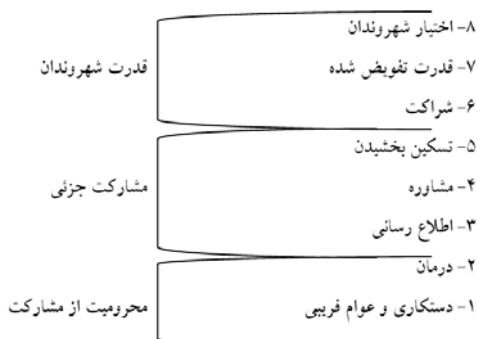 ۸- اختیار شهروندان
۷- قدرت تفویض شده
قدرت شهروندان
۶- شراکت
۵- تسکین بخشیدن
۴- مشاوره
مشارکت جزئی
۳- اطلاع رسانی
۲- درمان
۱- دستکاری و عوام فریبی
محرومیت از مشارکت